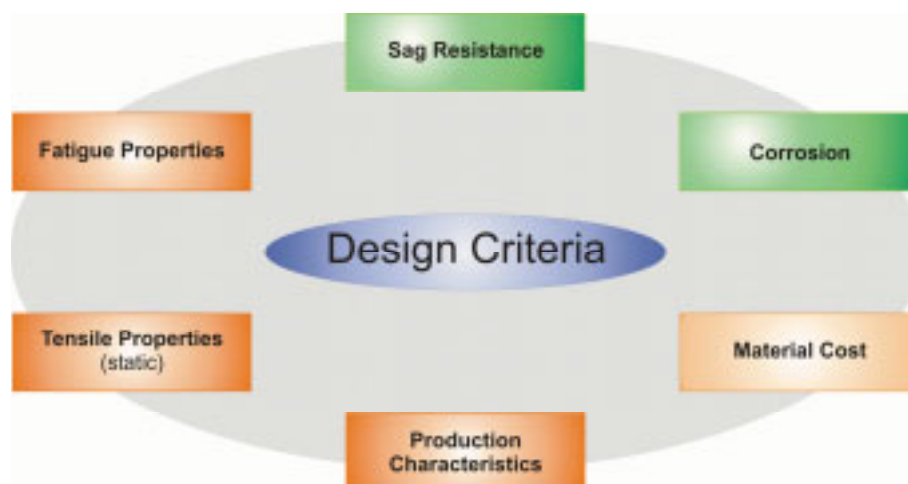 Sag Resistance
Fatigue Properties
Corrosion
Design Criteria
Tensile Properties
(static)
Material Cost
Production
Characteristics